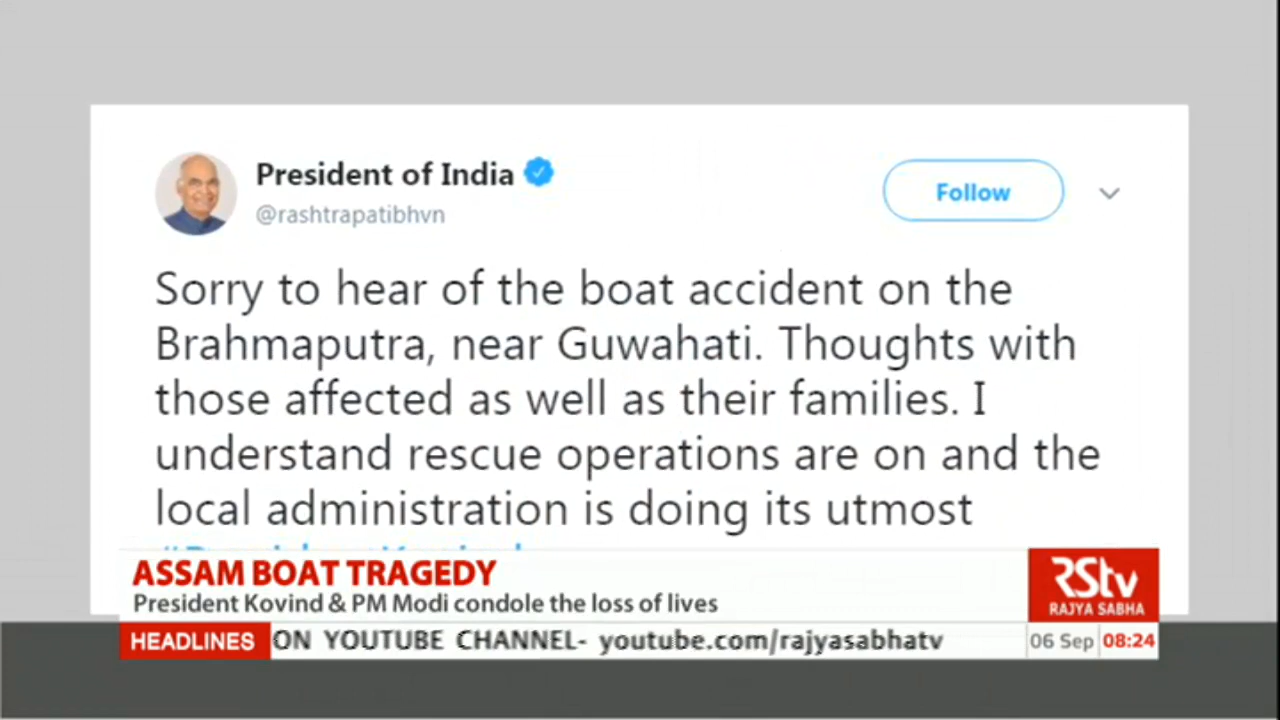 President of India
@rashtrapatibhvn
Follow
Sorry to hear of the boat accident on the
Brahmaputra, near Guwahati. Thoughts with
those affected as well as their families. I
understand rescue operations are on and the
local administration is doing its utmost
ASSAM BOAT TRAGEDY
President Kovind & PM Modi condole the loss of lives
RStv
RAJYA SABHA
HEADLINES ON YOUTUBE CHANNEL- youtube.com/rajyasabhatv
06 Sep 08:24